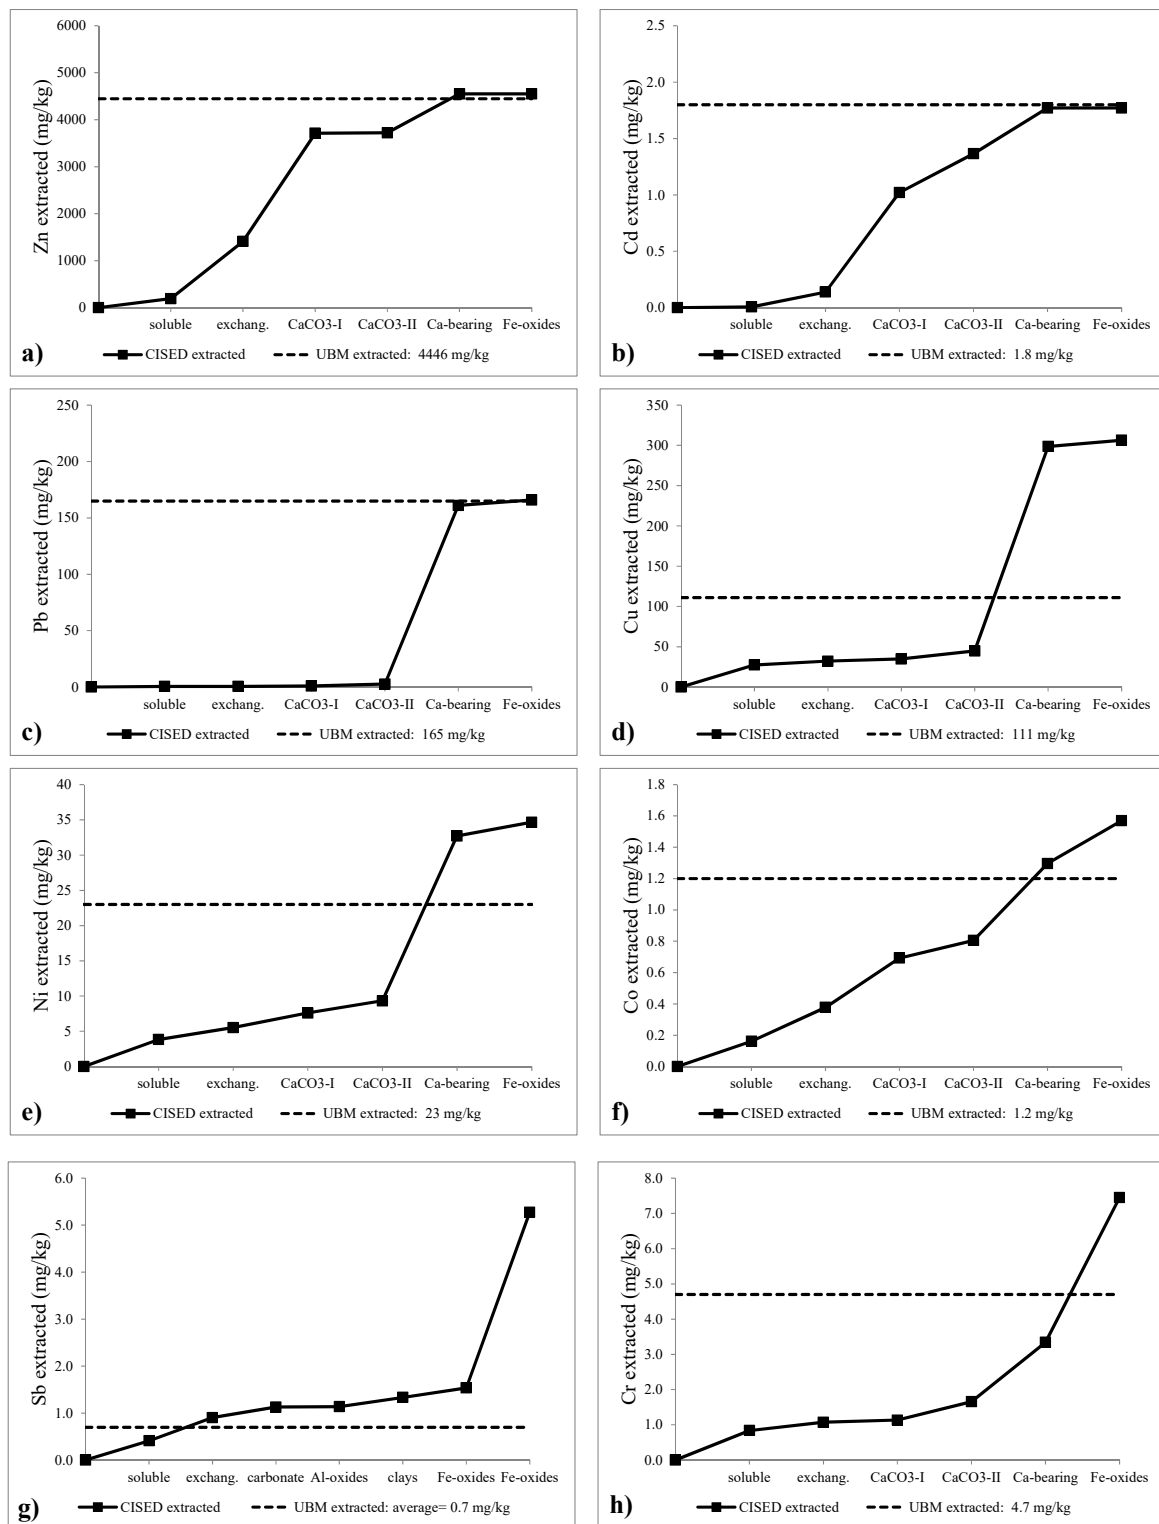 6000
5000
4000
3000
2000
1000
0
Zn extracted (mg/kg)
soluble exchang. CaCO3-I CaCO3-II Ca-bearing Fe-oxides
a) CISED extracted UBM extracted: 4446 mg/kg
2.5
2.0
1.5
1.0
0.5
0.0
Cd extracted (mg/kg)
soluble exchang. CaCO3-I CaCO3-II Ca-bearing Fe-oxides
b) CISED extracted UBM extracted: 1.8 mg/kg
250
200
150
100
50
0
Pb extracted (mg/kg)
soluble exchang. CaCO3-I CaCO3-II Ca-bearing Fe-oxides
c) CISED extracted UBM extracted: 165 mg/kg
350
300
250
200
150
100
50
0
Cu extracted (mg/kg)
soluble exchang. CaCO3-I CaCO3-II Ca-bearing Fe-oxides
d) CISED extracted UBM extracted: 111 mg/kg
40
35
30
25
20
15
10
5
0
Ni extracted (mg/kg)
soluble exchang. CaCO3-I CaCO3-II Ca-bearing Fe-oxides
e) CISED extracted UBM extracted: 23 mg/kg
1.8
1.6
1.4
1.2
1.0
0.8
0.6
0.4
0.2
0.0
Co extracted (mg/kg)
soluble exchang. CaCO3-I CaCO3-II Ca-bearing Fe-oxides
f) CISED extracted UBM extracted: 1.2 mg/kg
6.0
5.0
4.0
3.0
2.0
1.0
0.0
Sb extracted (mg/kg)
soluble exchang. carbonate Al-oxides clays Fe-oxides Fe-oxides
g) CISED extracted UBM extracted: average= 0.7 mg/kg
8.0
7.0
6.0
5.0
4.0
3.0
2.0
1.0
0.0
Cr extracted (mg/kg)
soluble exchang. CaCO3-I CaCO3-II Ca-bearing Fe-oxides
h) CISED extracted UBM extracted: 4.7 mg/kg